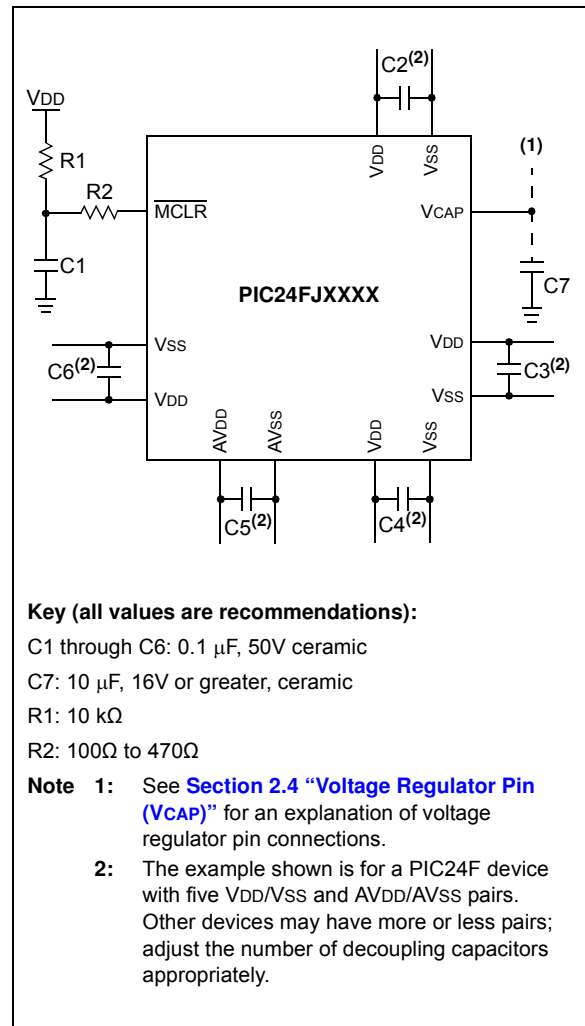 C2(2)
VDD
VDD
VSS
(1)
R1
R2
MCLR
VCAP
C1
C7
PIC24FJXXXX
VSS
VDD
C6(2)
C3(2)
VDD
VSS
AVDD
AVSS
VDD
VSS
C5(2)
C4(2)
Key (all values are recommendations):
C1 through C6: 0.1 μF, 50V ceramic
C7: 10 μF, 16V or greater, ceramic
R1: 10 kΩ
R2: 100Ω to 470Ω
Note 1: See Section 2.4 “Voltage Regulator Pin
(VCAP)” for an explanation of voltage
regulator pin connections.
2: The example shown is for a PIC24F device
with five VDD/VSS and AVDD/AVSS pairs.
Other devices may have more or less pairs;
adjust the number of decoupling capacitors
appropriately.